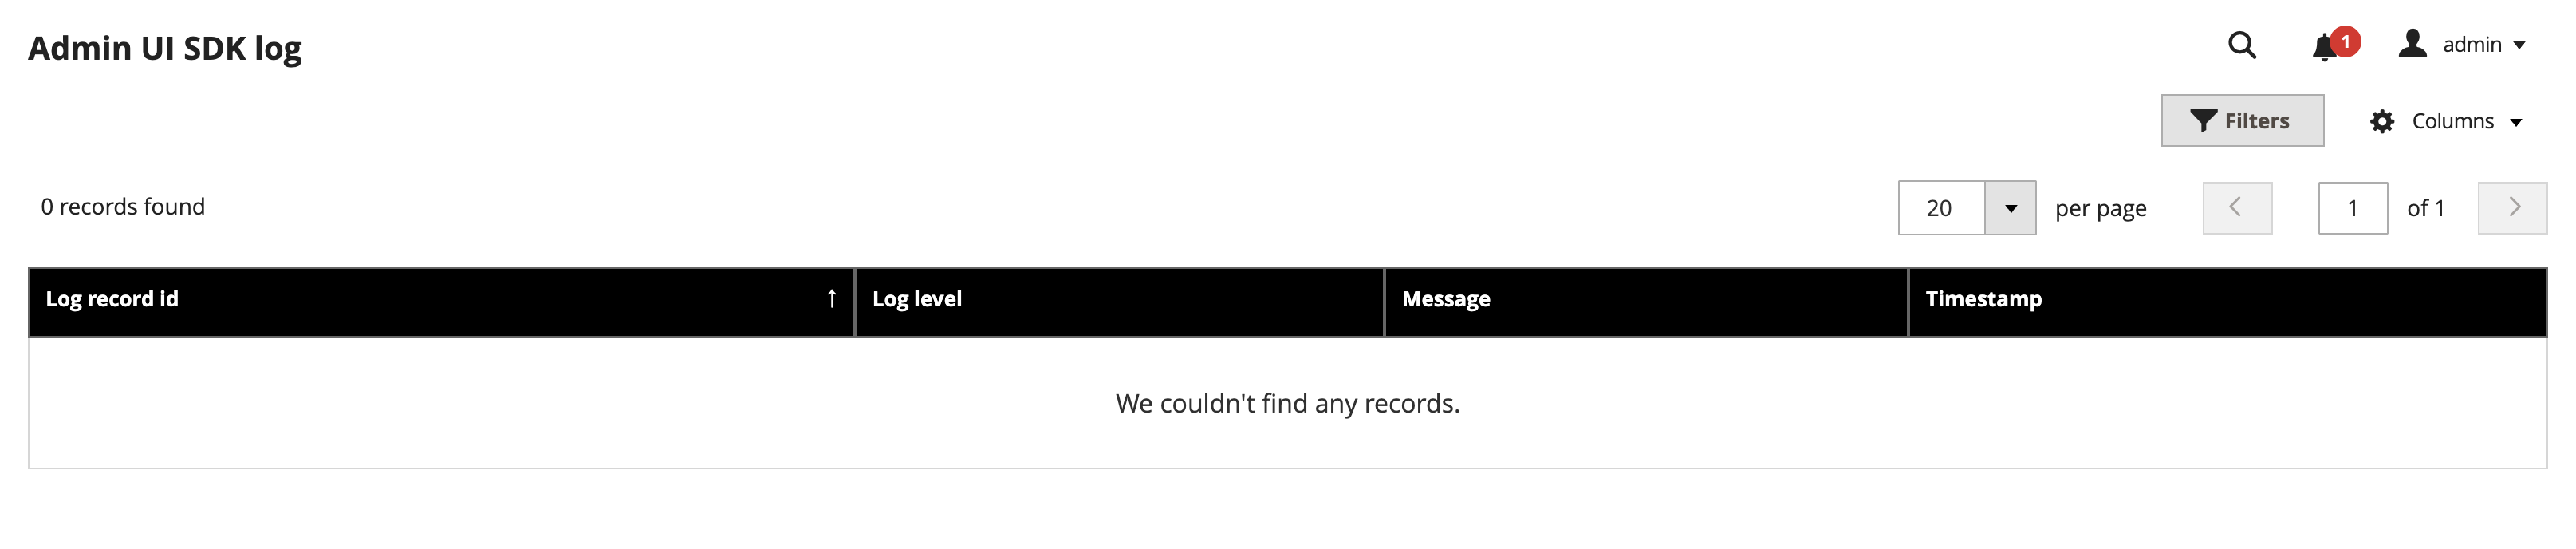 Admin UI SDK log
1
admin
Filters
Columns
0 records found
20
per page
1
of 1
Log record id ↑
Log level
Message
Timestamp
We couldn't find any records.